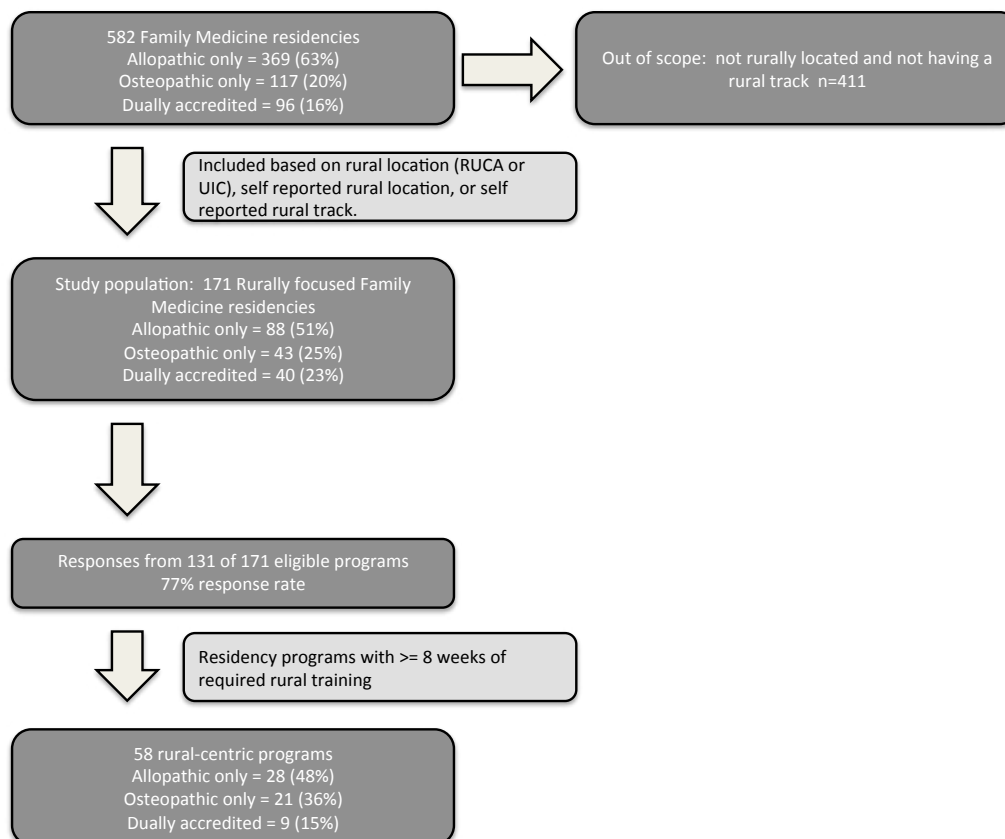 582 Family Medicine residencies
Allopathic only = 369 (63%)
Osteopathic only = 117 (20%)
Dually accredited = 96 (16%)
Out of scope:  not rurally located and not having a
rural track  n=411
Included based on rural location (RUCA or
UIC), self reported rural location, or self
reported rural track.
Study population:  171 Rurally focused Family
Medicine residencies
Allopathic only = 88 (51%)
Osteopathic only = 43 (25%)
Dually accredited = 40 (23%)
Responses from 131 of 171 eligible programs
77% response rate
Residency programs with >= 8 weeks of
required rural training
58 rural-centric programs
Allopathic only = 28 (48%)
Osteopathic only = 21 (36%)
Dually accredited = 9 (15%)